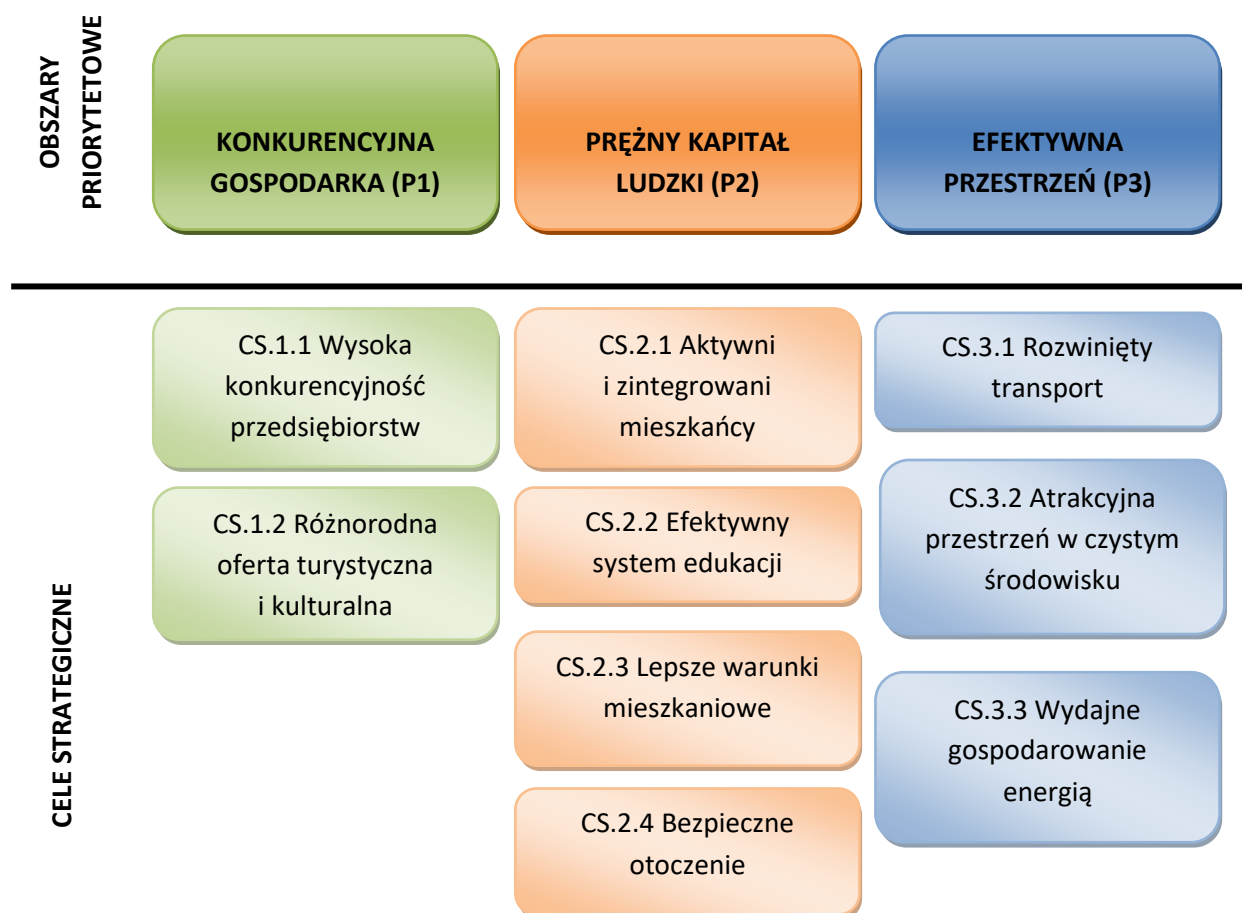 OBSZARY
PRIORYTETOWE
KONKURENCYJNA
GOSPODARKA (P1)
PRĘŻNY KAPITAŁ
LUDZKI (P2)
EFEKTYWNA
PRZESTRZEŃ (P3)
CELE STRATEGICZNE
CS.1.1 Wysoka
konkurencyjność
przedsiębiorstw
CS.1.2 Różnorodna
oferta turystyczna
i kulturalna
CS.2.1 Aktywni
i zintegrowani
mieszkańcy
CS.2.2 Efektywny
system edukacji
CS.2.3 Lepsze warunki
mieszkaniowe
CS.2.4 Bezpieczne
otoczenie
CS.3.1 Rozwinięty
transport
CS.3.2 Atrakcyjna
przestrzeń w czystym
środowisku
CS.3.3 Wydajne
gospodarowanie
energią